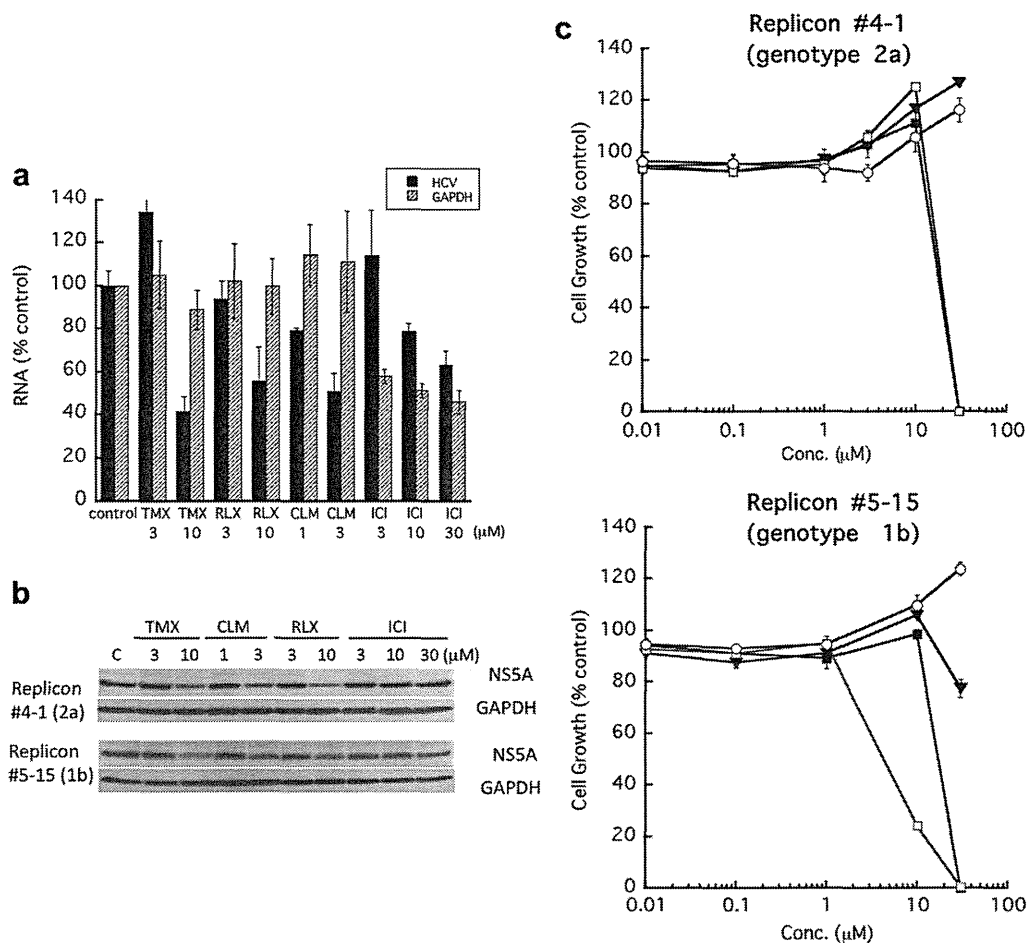 a
HCV
GAPDH
RNA (% control)
140
120
100
80
60
40
20
0
control TMX TMX RLX RLX CLM CLM ICI ICI ICI
3 10 3 10 1 3 3 10 30 (μM)
b
TMX CLM RLX ICI
C 3 10 1 3 3 10 3 10 30 (μM)
Replicon
#4-1 (2a)
NS5A
GAPDH
Replicon
#5-15 (1b)
NS5A
GAPDH
c
Replicon #4-1
(genotype 2a)
Cell Growth (% control)
140
120
100
80
60
40
20
0
0.01 0.1 1 10 100
Conc. (μM)
Replicon #5-15
(genotype 1b)
Cell Growth (% control)
140
120
100
80
60
40
20
0
0.01 0.1 1 10 100
Conc. (μM)